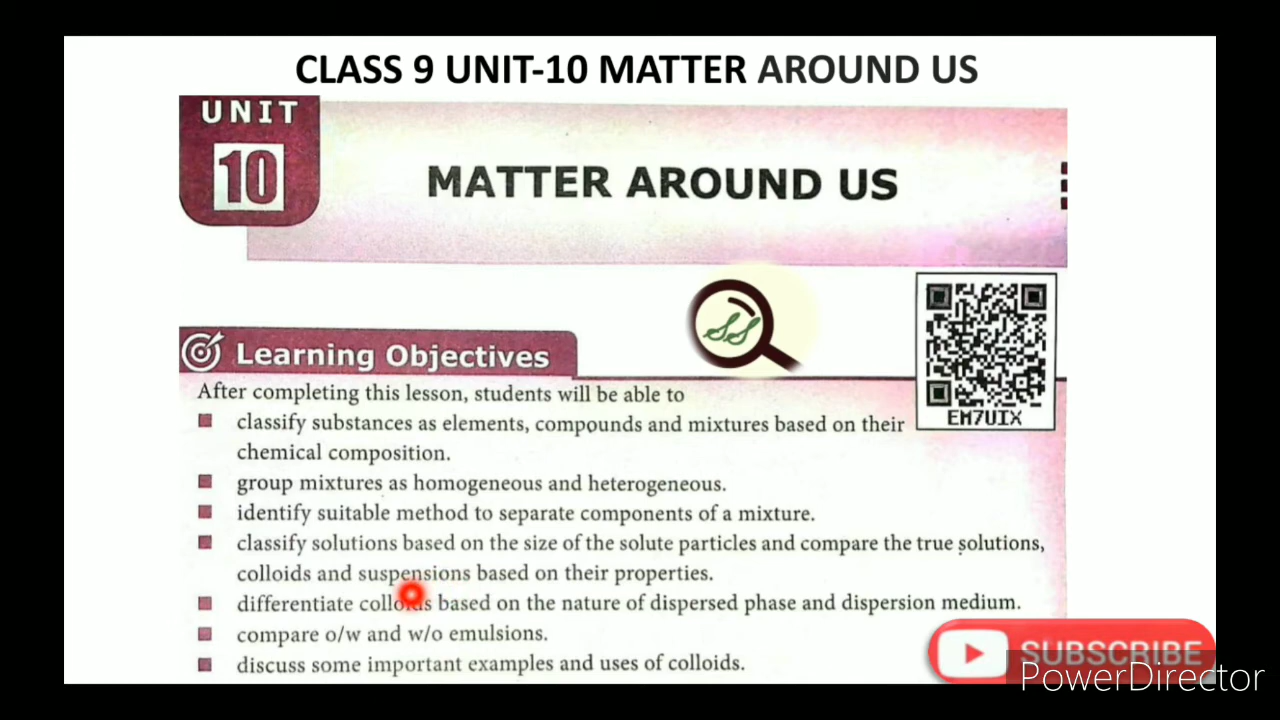 CLASS 9 UNIT-10 MATTER AROUND US
UNIT
10
MATTER AROUND US
EM7UIX
Learning Objectives
After completing this lesson, students will be able to
classify substances as elements, compounds and mixtures based on their
chemical composition.
group mixtures as homogeneous and heterogeneous.
identify suitable method to separate components of a mixture.
classify solutions based on the size of the solute particles and compare the true solutions,
colloids and suspensions based on their properties.
differentiate colloids based on the nature of dispersed phase and dispersion medium.
compare o/w and w/o emulsions.
discuss some important examples and uses of colloids.
SUBSCRIBE
PowerDirector